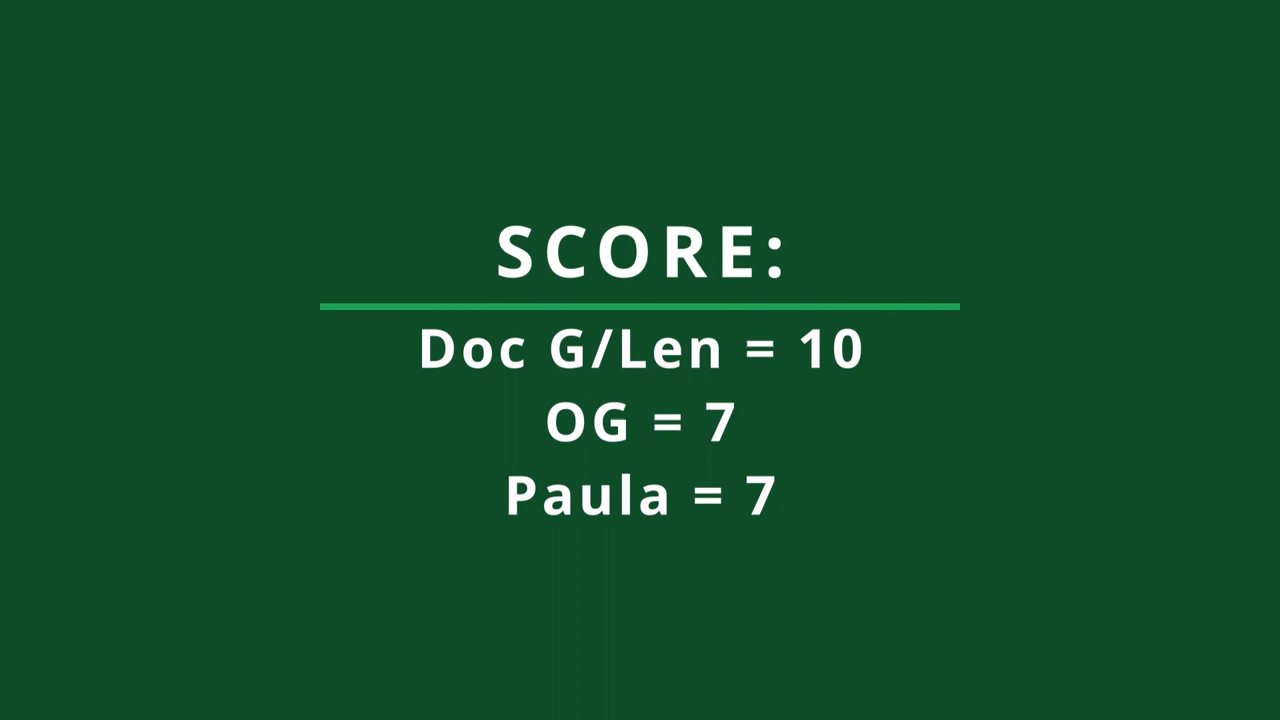 SCORE:
Doc G/Len = 10
OG = 7
Paula = 7